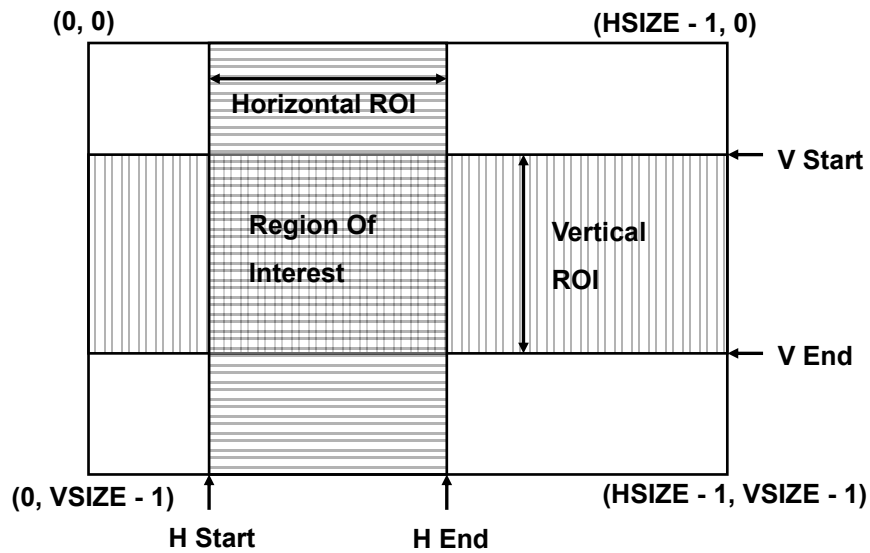 (0, 0)
(HSIZE - 1, 0)
Horizontal ROI
V Start
Region Of
Interest
Vertical
ROI
V End
(0, VSIZE - 1)
(HSIZE - 1, VSIZE - 1)
H Start
H End